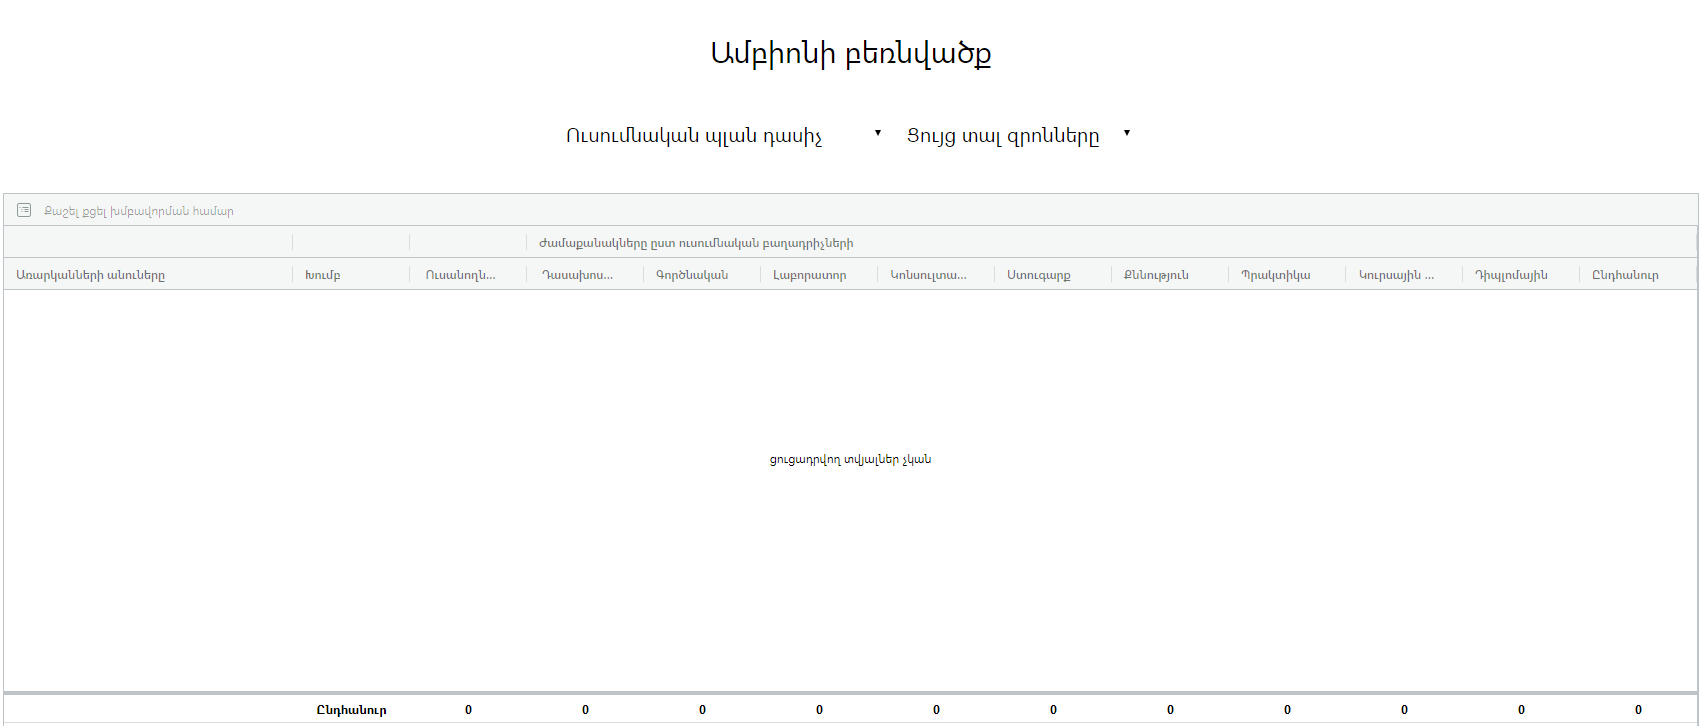 Ամբիոնի բեռնվածք
Ուսումնական պլան դասիչ ▼ Ցույց տալ զրոնները ▼
Քաշել քցել խմբավորման համար
Ժամաքանակները ըստ ուսումնական բաղադրիչների
Առարկանների անուները Խումբ Ուսանողն... Դասախոս... Գործնական Լաբորատոր Կոնսուլտա... Ստուգարք Քննություն Պրակտիկա Կուրսային ... Դիպլոմային Ընդհանուր
ցուցադրվող տվյալներ չկան
Ընդհանուր 0 0 0 0 0 0 0 0 0 0 0